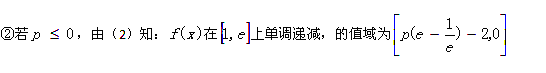 ②若 p ≤ 0，由（2）知：f(x)在[1, e]上单调递减，的值域为[p(e − 1/e) − 2,0]